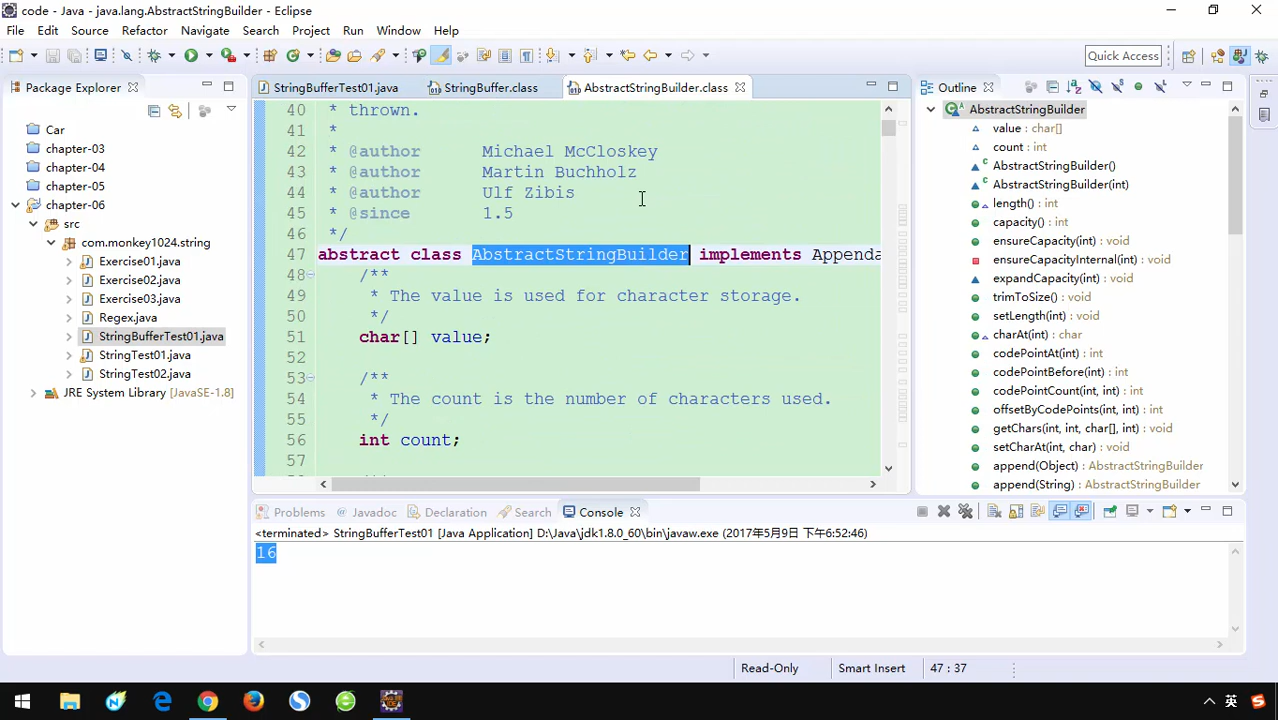 code - java.lang.AbstractStringBuilder - Eclipse
File Edit Source Refactor Navigate Search Project Run Window Help
Quick Access
Package Explorer
Car
chapter-03
chapter-04
chapter-05
chapter-06
src
com.monkey1024.string
Exercise01.java
Exercise02.java
Exercise03.java
Regex.java
StringBufferTest01.java
StringTest01.java
StringTest02.java
JRE System Library [JavaSE-1.8]
StringBufferTest01.java StringBuffer.class AbstractStringBuilder.class
40 * thrown.
41 *
42 * @author Michael McCloskey
43 * @author Martin Buchholz
44 * @author Ulf Zibis
45 * @since 1.5
46 */
47 abstract class AbstractStringBuilder implements Appenda
48 /**
49 * The value is used for character storage.
50 */
51 char[] value;
52
53 /**
54 * The count is the number of characters used.
55 */
56 int count;
57
Outline
AbstractStringBuilder
value : char[]
count : int
AbstractStringBuilder()
AbstractStringBuilder(int)
length() : int
capacity() : int
ensureCapacity(int) : void
ensureCapacityInternal(int) : void
expandCapacity(int) : void
trimToSize() : void
setLength(int) : void
charAt(int) : char
codePointAt(int) : int
codePointBefore(int) : int
codePointCount(int, int) : int
offsetByCodePoints(int, int) : int
getChars(int, int, char[], int) : void
setCharAt(int, char) : void
append(Object) : AbstractStringBuilder
append(String) : AbstractStringBuilder
Problems Javadoc Declaration Search Console
<terminated> StringBufferTest01 [Java Application] D:\Java\jdk1.8.0_60\bin\javaw.exe (2017年5月9日 下午6:52:46)
16
Read-Only Smart Insert 47 : 37
英